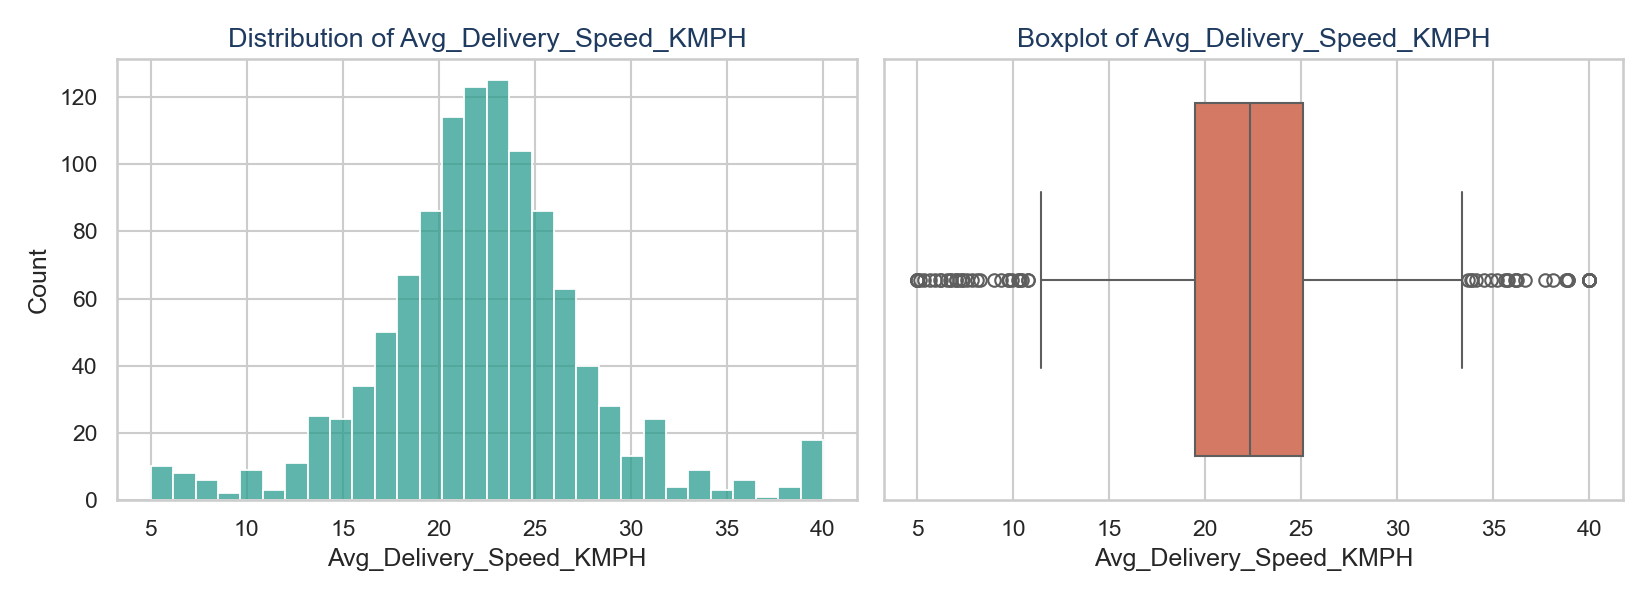 Distribution of Avg_Delivery_Speed_KMPH
120
100
80
60
40
20
0
Count
5 10 15 20 25 30 35 40
Avg_Delivery_Speed_KMPH
Boxplot of Avg_Delivery_Speed_KMPH
5 10 15 20 25 30 35 40
Avg_Delivery_Speed_KMPH